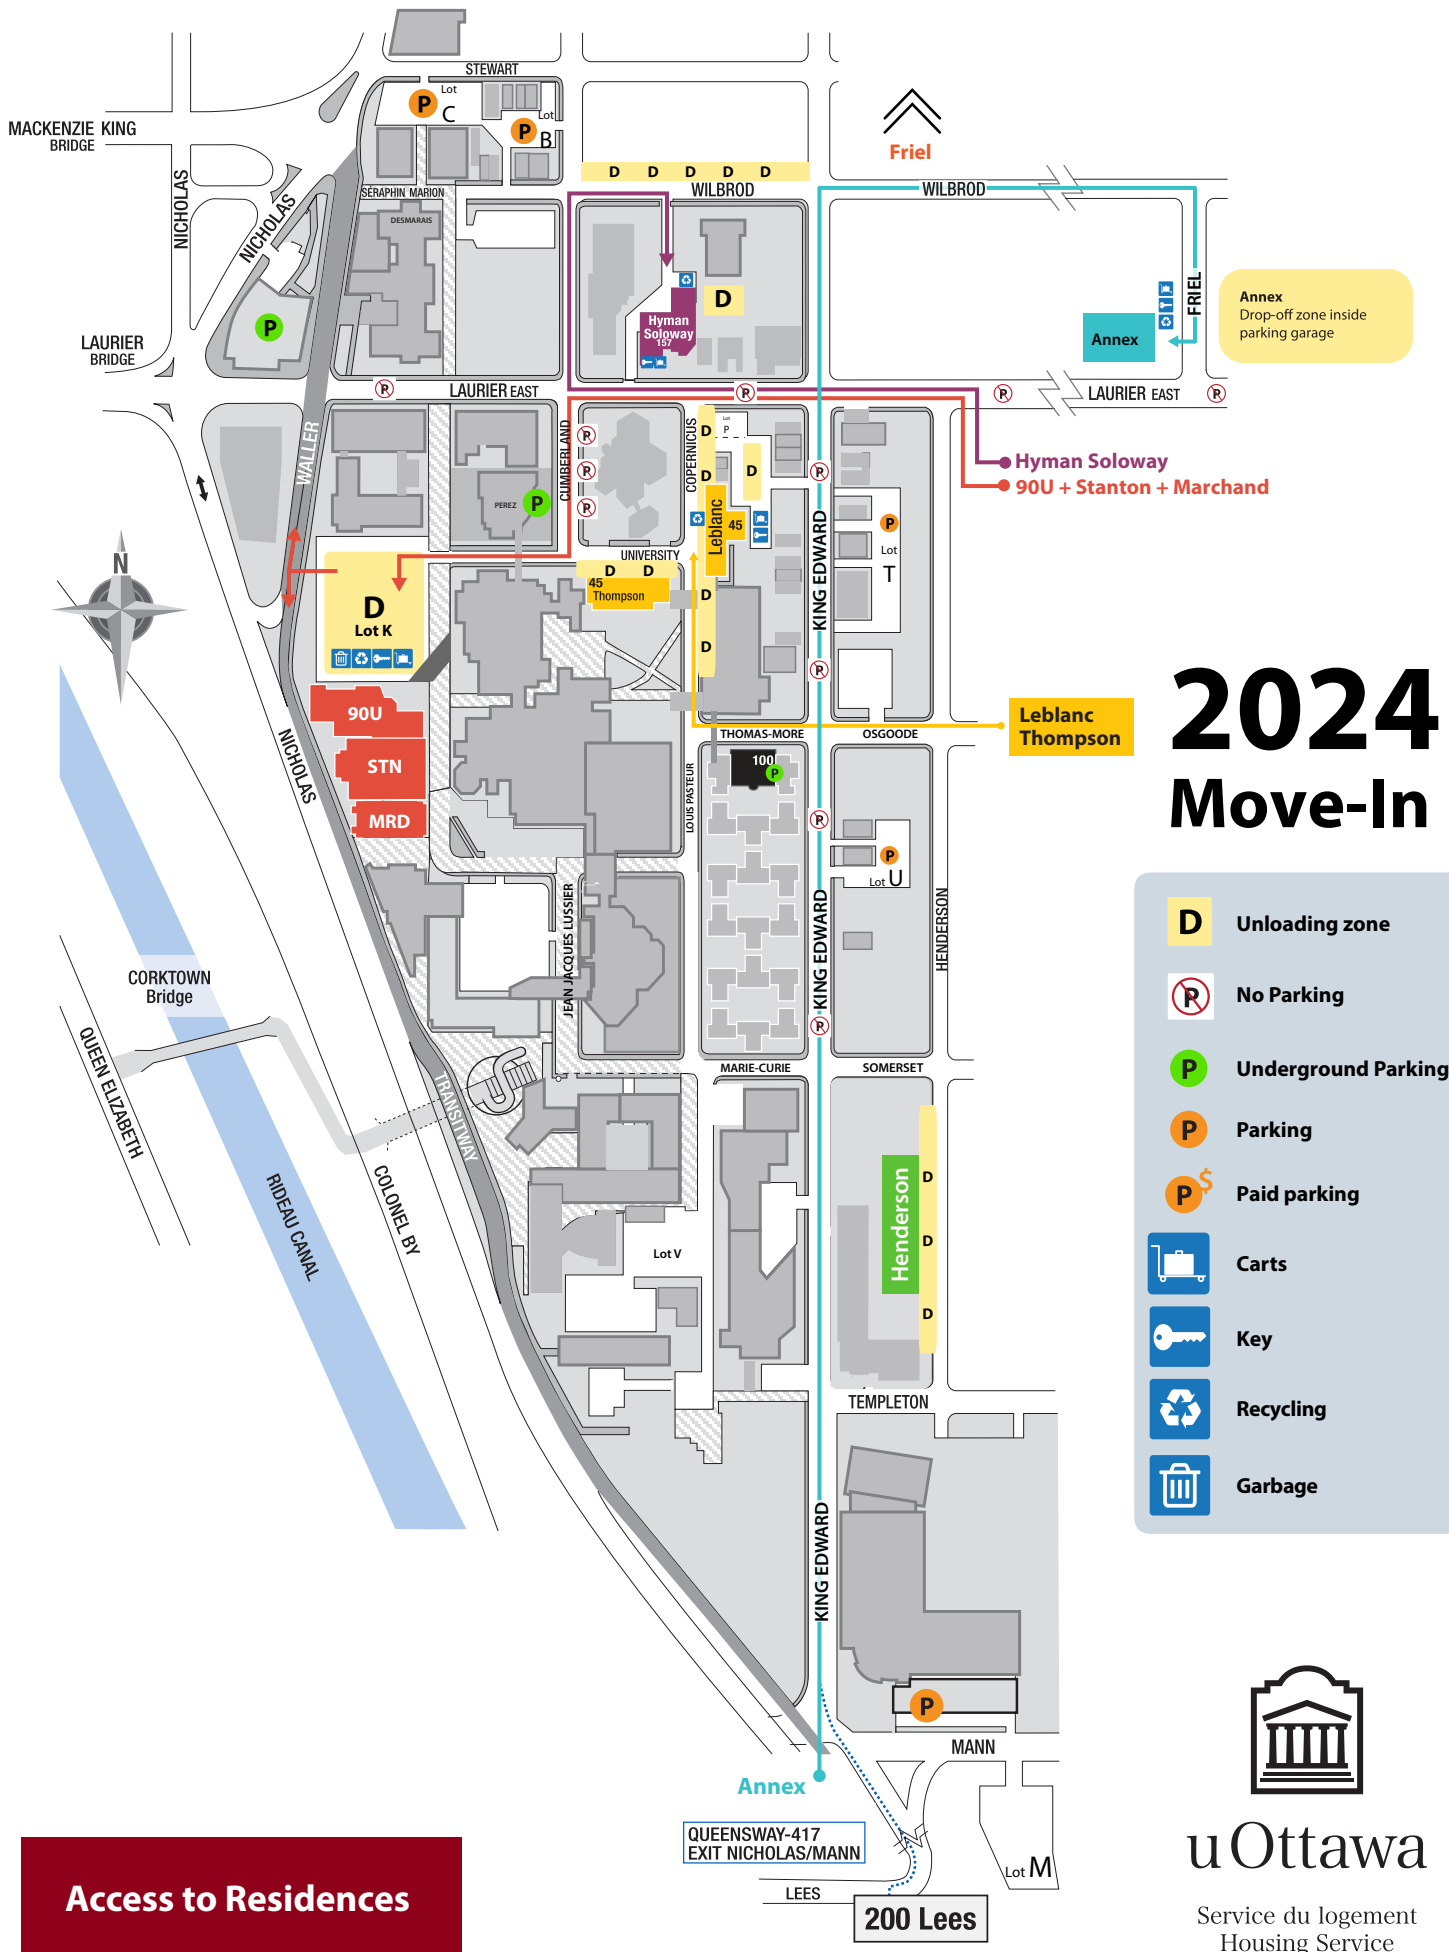 STEWART
Lot
C
P
Lot
B
P
MACKENZIE KING
BRIDGE
Friel
D D D D D
WILBROD
WILBROD
NICHOLAS
NICHOLAS
SÉRAPHIN MARION
DESMARAIS
FRIEL
D
Hyman
Soloway
157
Annex
Annex
Drop-off zone inside
parking garage
P
LAURIER
BRIDGE
P
LAURIER EAST
P
P
LAURIER EAST
P
WALLER
CUMBERLAND
P
P
P
COPERNICUS
D
Lot
P
D
D
P
Hyman Soloway
90U + Stanton + Marchand
PEREZ
P
Leblanc
45
KING EDWARD
P
Lot
T
UNIVERSITY
D D
45
Thompson
N
D
Lot K
D
D
P
90U
STN
MRD
NICHOLAS
Leblanc
Thompson
THOMAS-MORE
OSGOODE
100
P
LOUIS PASTEUR
P
P
Lot U
2024
Move-In
D
Unloading zone
P
No Parking
P
Underground Parking
P
Parking
P$
Paid parking
Carts
Key
Recycling
Garbage
JEAN JACQUES LUSSIER
KING EDWARD
HENDERSON
P
CORKTOWN
Bridge
QUEEN ELIZABETH
TRANSITWAY
MARIE-CURIE
SOMERSET
RIDEAU CANAL
COLONEL BY
Henderson
D
D
D
Lot V
TEMPLETON
KING EDWARD
P
MANN
Annex
QUEENSWAY-417
EXIT NICHOLAS/MANN
Lot M
LEES
200 Lees
Access to Residences
uOttawa
Service du logement
Housing Service